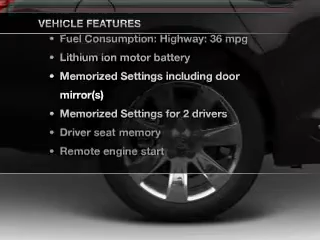 VEHICLE FEATURES
• Fuel Consumption: Highway: 36 mpg
• Lithium ion motor battery
• Memorized Settings including door
mirror(s)
• Memorized Settings for 2 drivers
• Driver seat memory
• Remote engine start